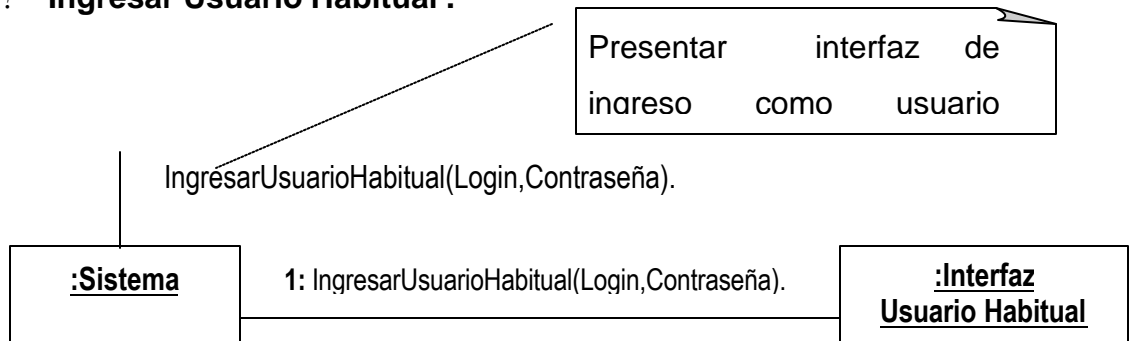 Ingresar Usuario Habitual :
Presentar interfaz de
ingreso como usuario
IngresarUsuarioHabitual(Login,Contraseña).
:Sistema
1: IngresarUsuarioHabitual(Login,Contraseña).
:Interfaz
Usuario Habitual